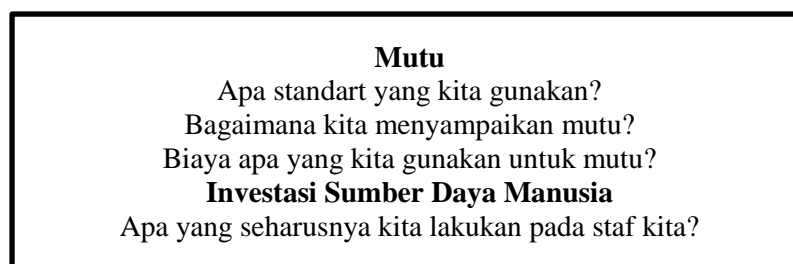 Mutu
Apa standart yang kita gunakan?
Bagaimana kita menyampaikan mutu?
Biaya apa yang kita gunakan untuk mutu?
Investasi Sumber Daya Manusia
Apa yang seharusnya kita lakukan pada staf kita?